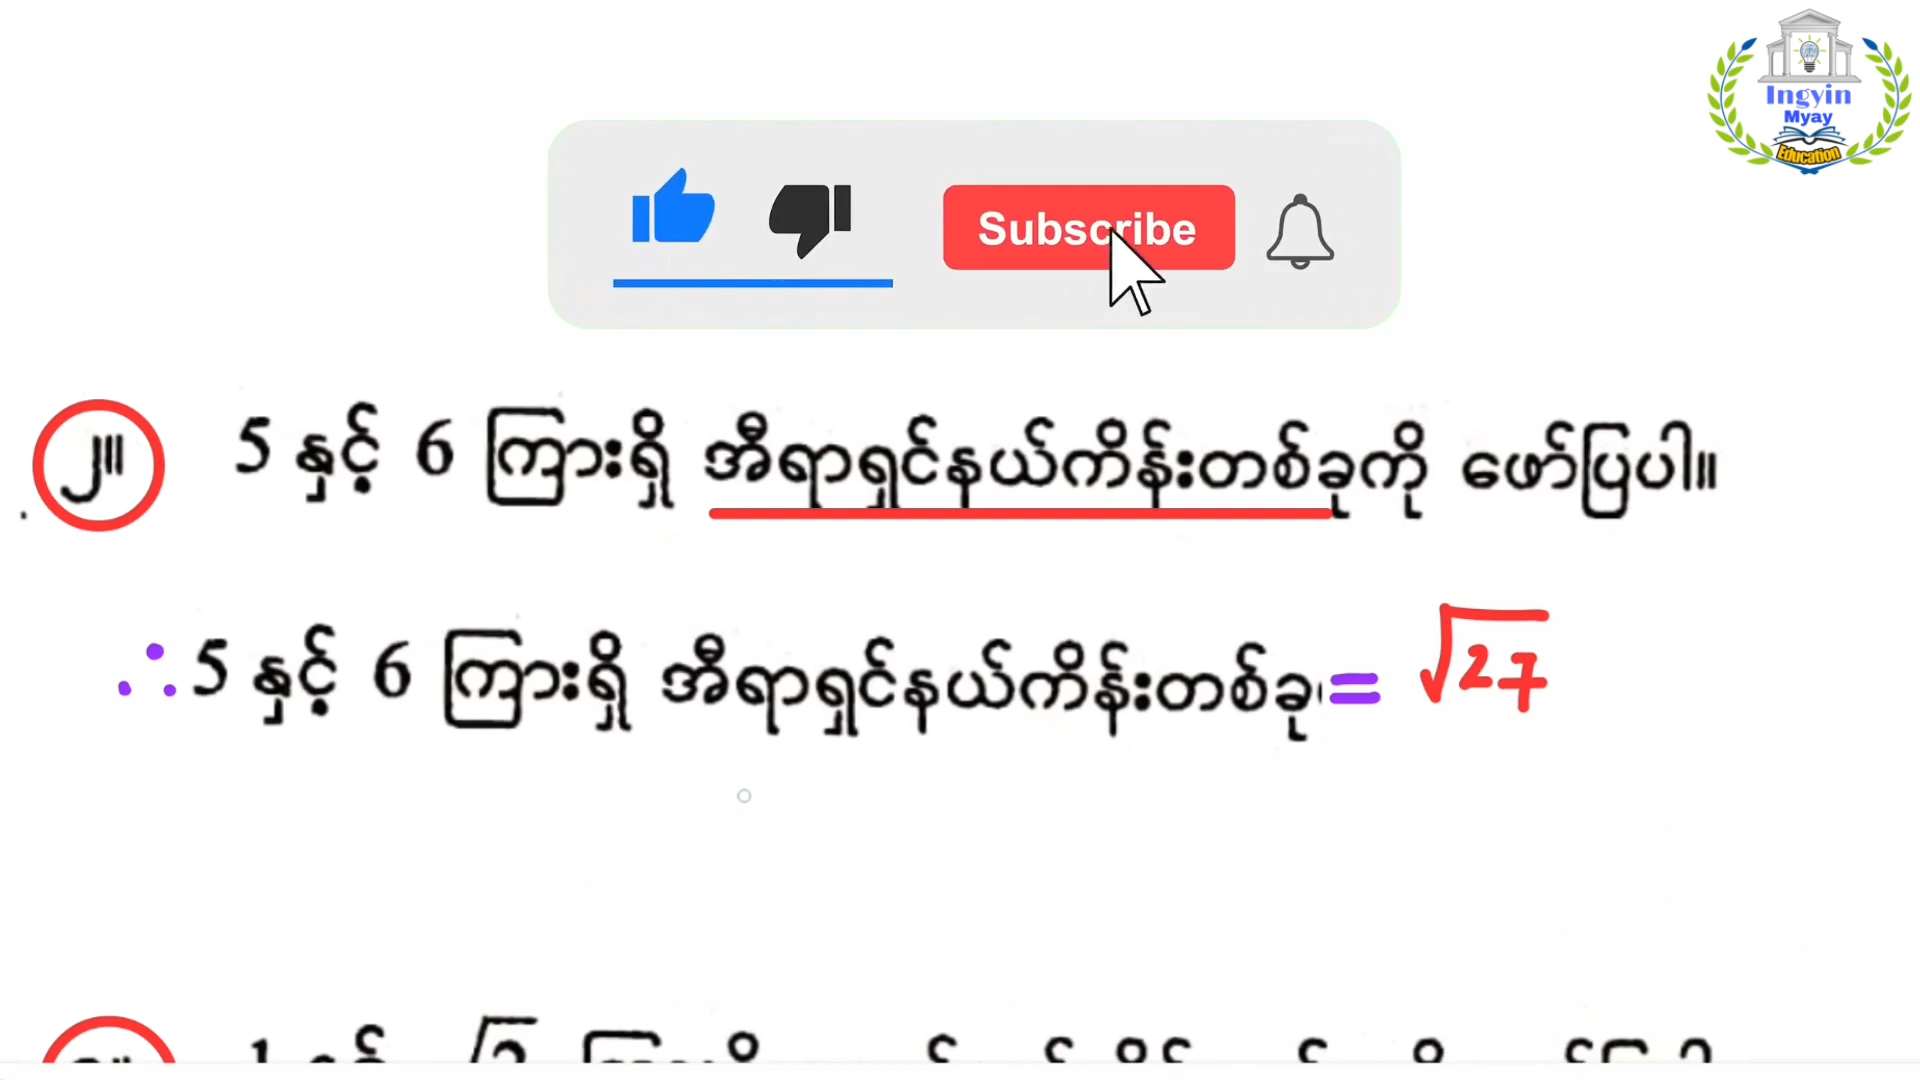 Ingyin
Myay
Education
Subscribe
၂။ 5 နှင့် 6 ကြားရှိ အီရာရှင်နယ်ကိန်းတစ်ခုကို ဖော်ပြပါ။
∴ 5 နှင့် 6 ကြားရှိ အီရာရှင်နယ်ကိန်းတစ်ခု = √27